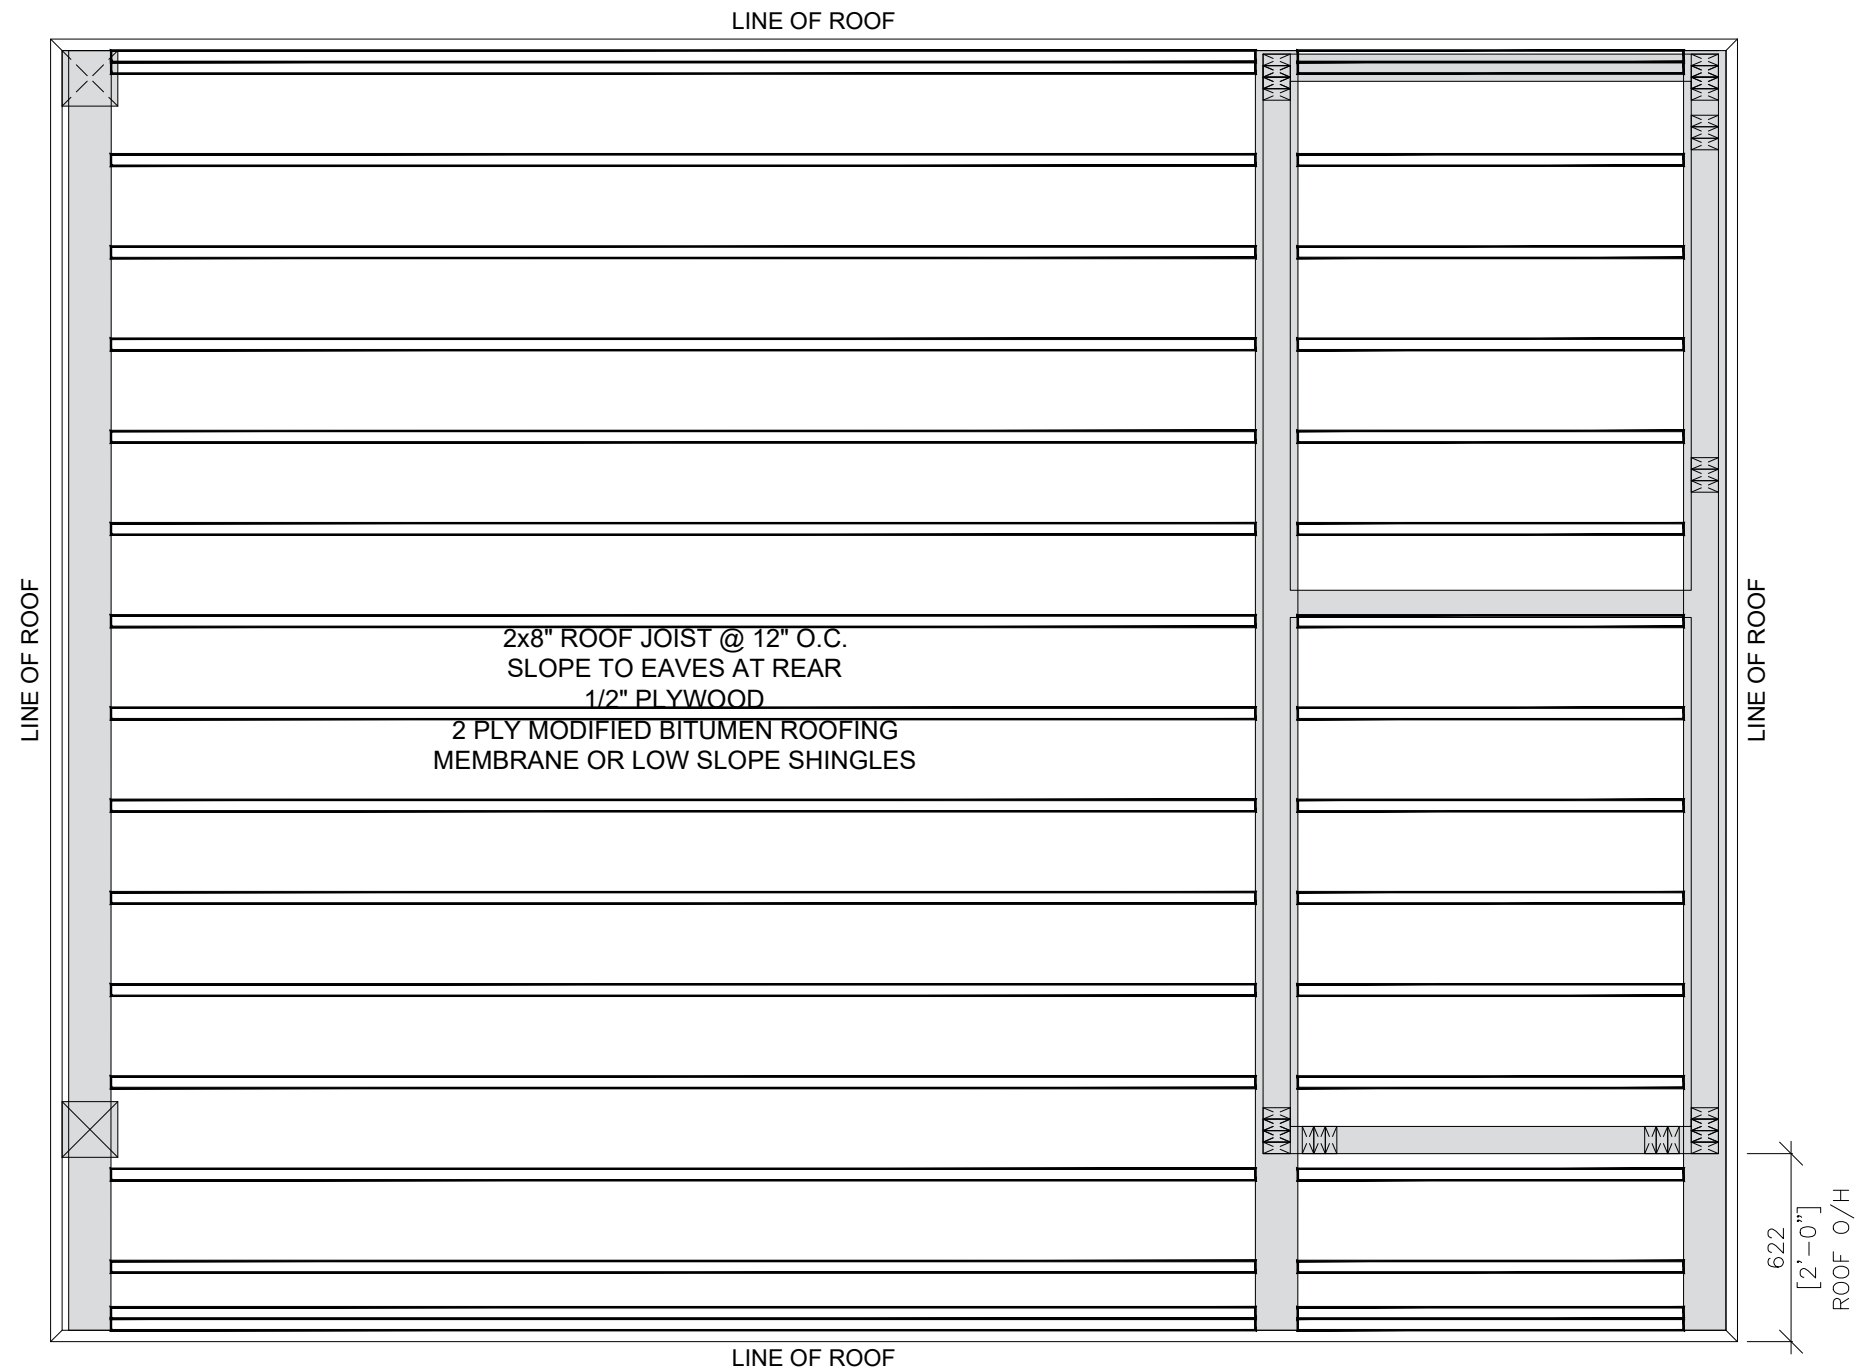 LINE OF ROOF
LINE OF ROOF
2x8" ROOF JOIST @ 12" O.C.
SLOPE TO EAVES AT REAR
1/2" PLYWOOD
2 PLY MODIFIED BITUMEN ROOFING
MEMBRANE OR LOW SLOPE SHINGLES
LINE OF ROOF
622
[2'-0"]
ROOF O/H
LINE OF ROOF